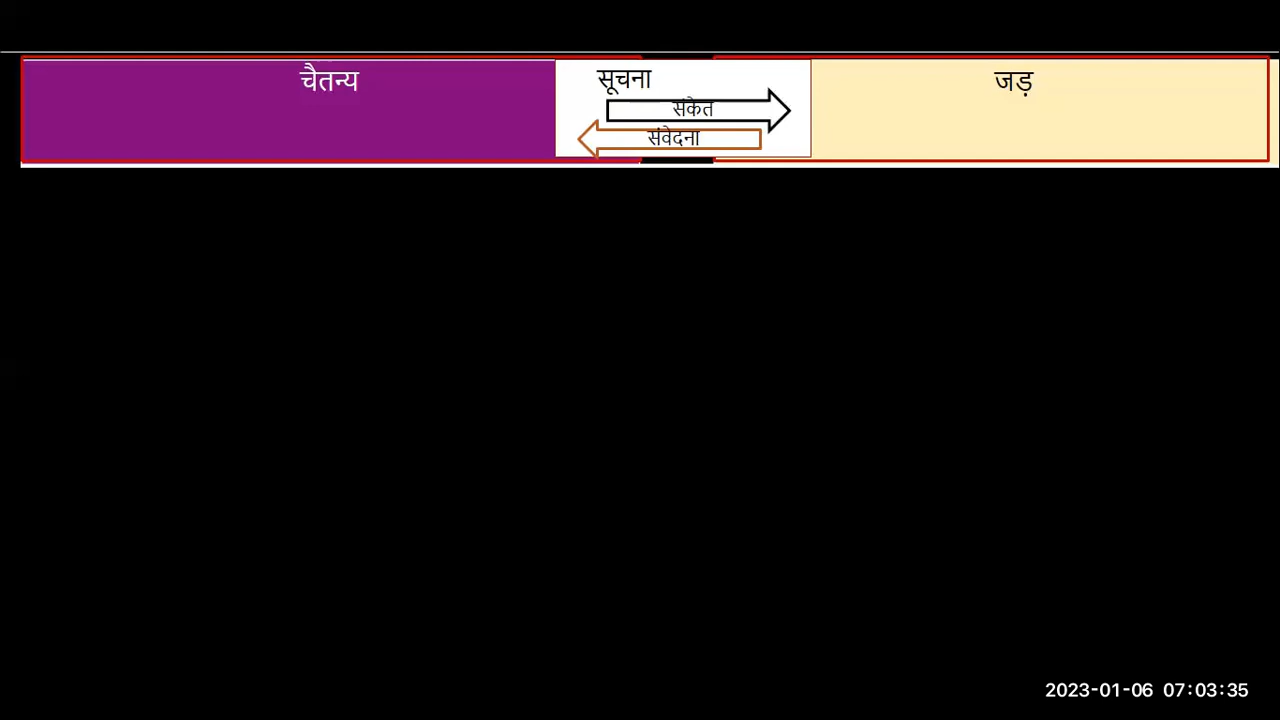 चैतन्य
सूचना
संकेत
संवेदना
जड़
2023-01-06 07:03:35